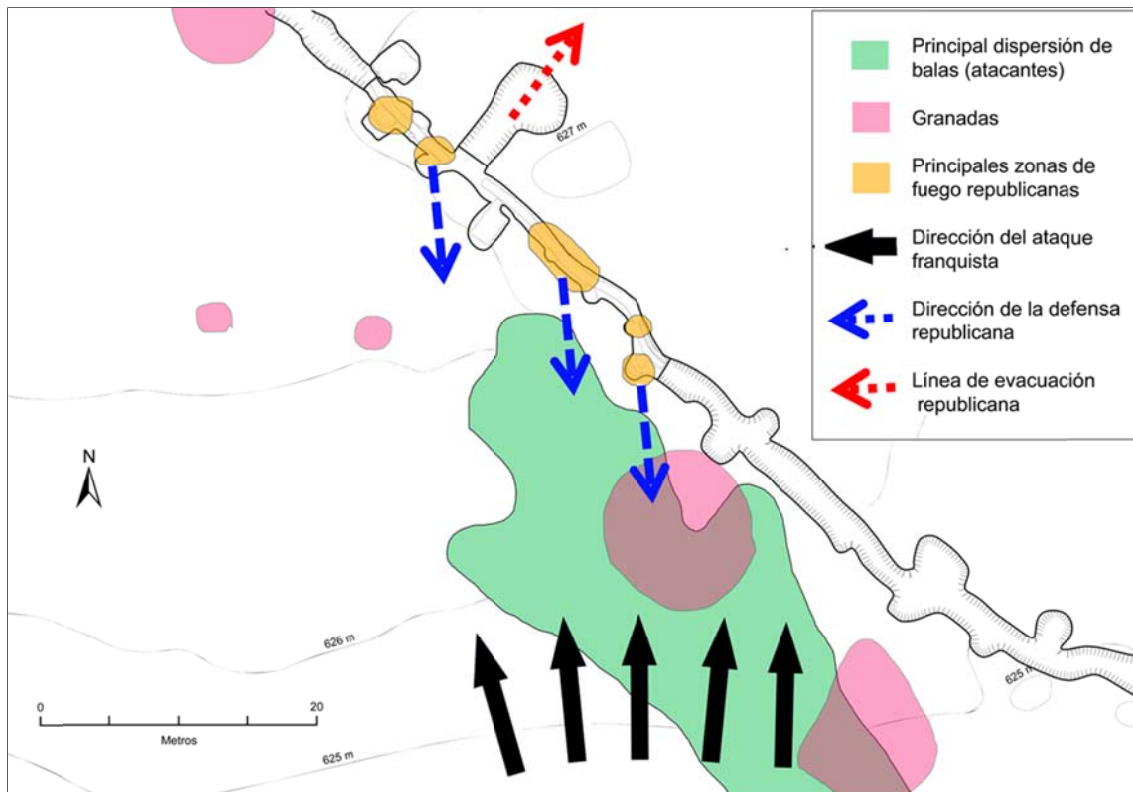 Principal dispersión de
balas (atacantes)
Granadas
Principales zonas de
fuego republicanas
Dirección del ataque
franquista
Dirección de la defensa
republicana
Línea de evacuación
republicana
627 m
N
626 m
625 m
625 m
0 20
Metros